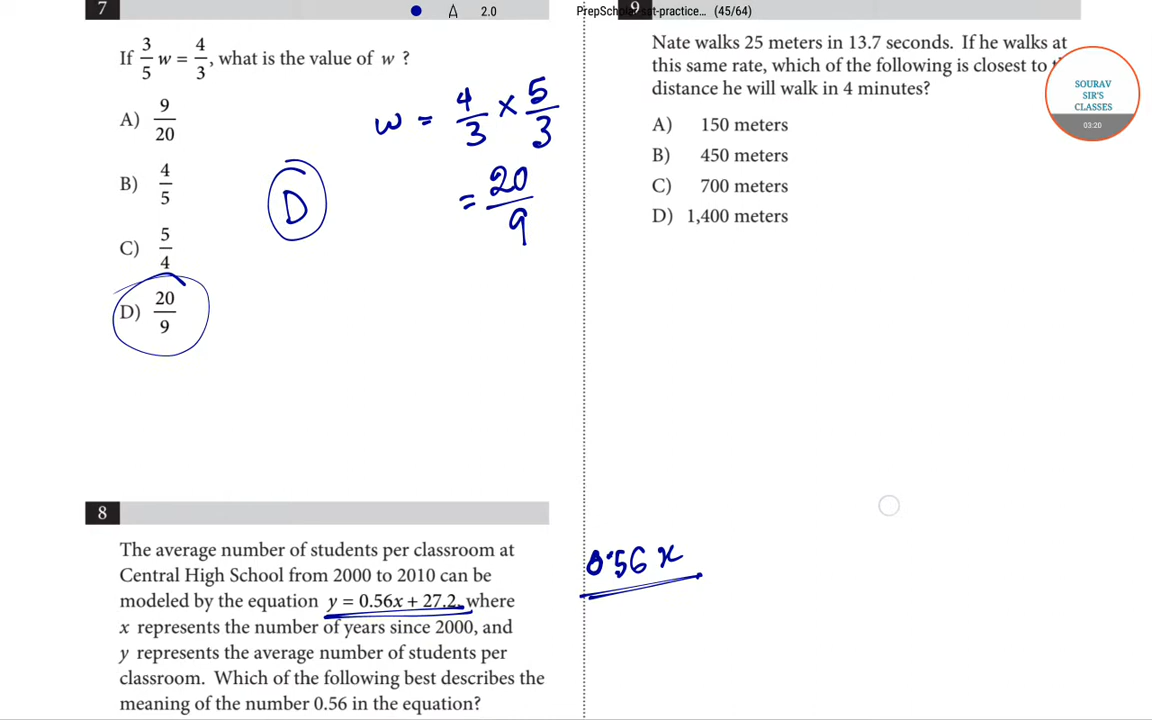 2.0
PrepSch
st-practice... (45/64)
7
If 3/5 w = 4/3, what is the value of w ?
A) 9/20
B) 4/5
C) 5/4
D) 20/9
w = 4/3 × 5/3
= 20/9
D
8
The average number of students per classroom at
Central High School from 2000 to 2010 can be
modeled by the equation y = 0.56x + 27.2, where
x represents the number of years since 2000, and
y represents the average number of students per
classroom. Which of the following best describes the
meaning of the number 0.56 in the equation?
0.56 x
9
Nate walks 25 meters in 13.7 seconds. If he walks at
this same rate, which of the following is closest to
distance he will walk in 4 minutes?
A) 150 meters
B) 450 meters
C) 700 meters
D) 1,400 meters
SOURAV
SIR'S
CLASSES
03:20